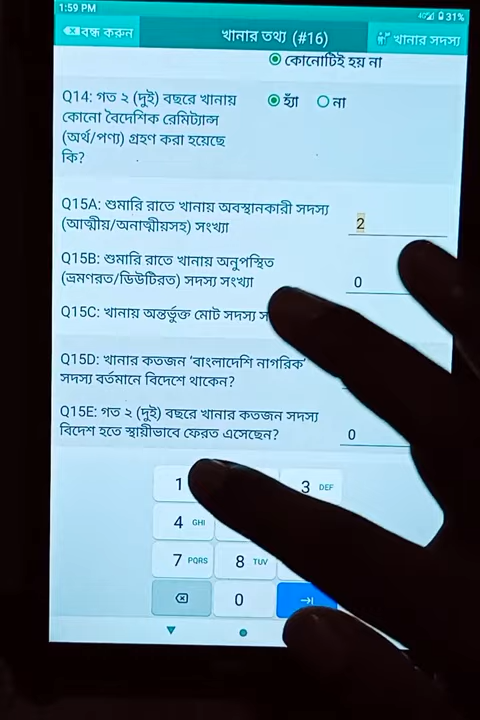 1:59 PM 31%
বন্ধ করুন খানার তথ্য (#16) খানার সদস্য
কোনোটিই হয় না
Q14: গত ২ (দুই) বছরে খানায় হ্যাঁ না
কোনো বৈদেশিক রেমিট্যান্স
(অর্থ/পণ্য) গ্রহণ করা হয়েছে
কি?
Q15A: শুমারি রাতে খানায় অবস্থানকারী সদস্য
(আত্মীয়/অনাত্মীয়সহ) সংখ্যা 2
Q15B: শুমারি রাতে খানায় অনুপস্থিত
(ভ্রমণরত/ডিউটিরত) সদস্য সংখ্যা 0
Q15C: খানায় অন্তর্ভুক্ত মোট সদস্য স
Q15D: খানার কতজন 'বাংলাদেশি নাগরিক'
সদস্য বর্তমানে বিদেশে থাকেন?
Q15E: গত ২ (দুই) বছরে খানার কতজন সদস্য
বিদেশ হতে স্থায়ীভাবে ফেরত এসেছেন? 0
1 3 DEF
4 GHI
7 PQRS 8 TUV
0